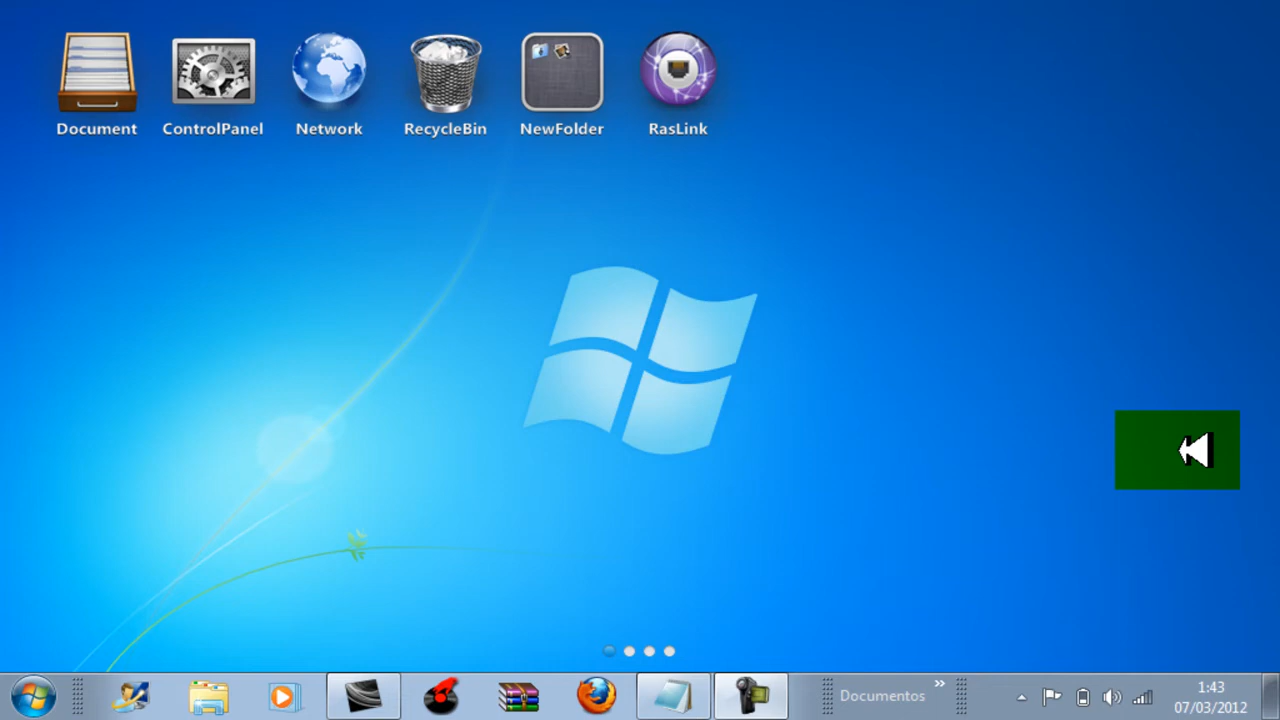 Document ControlPanel Network RecycleBin NewFolder RasLink
Documentos »
1:43
07/03/2012